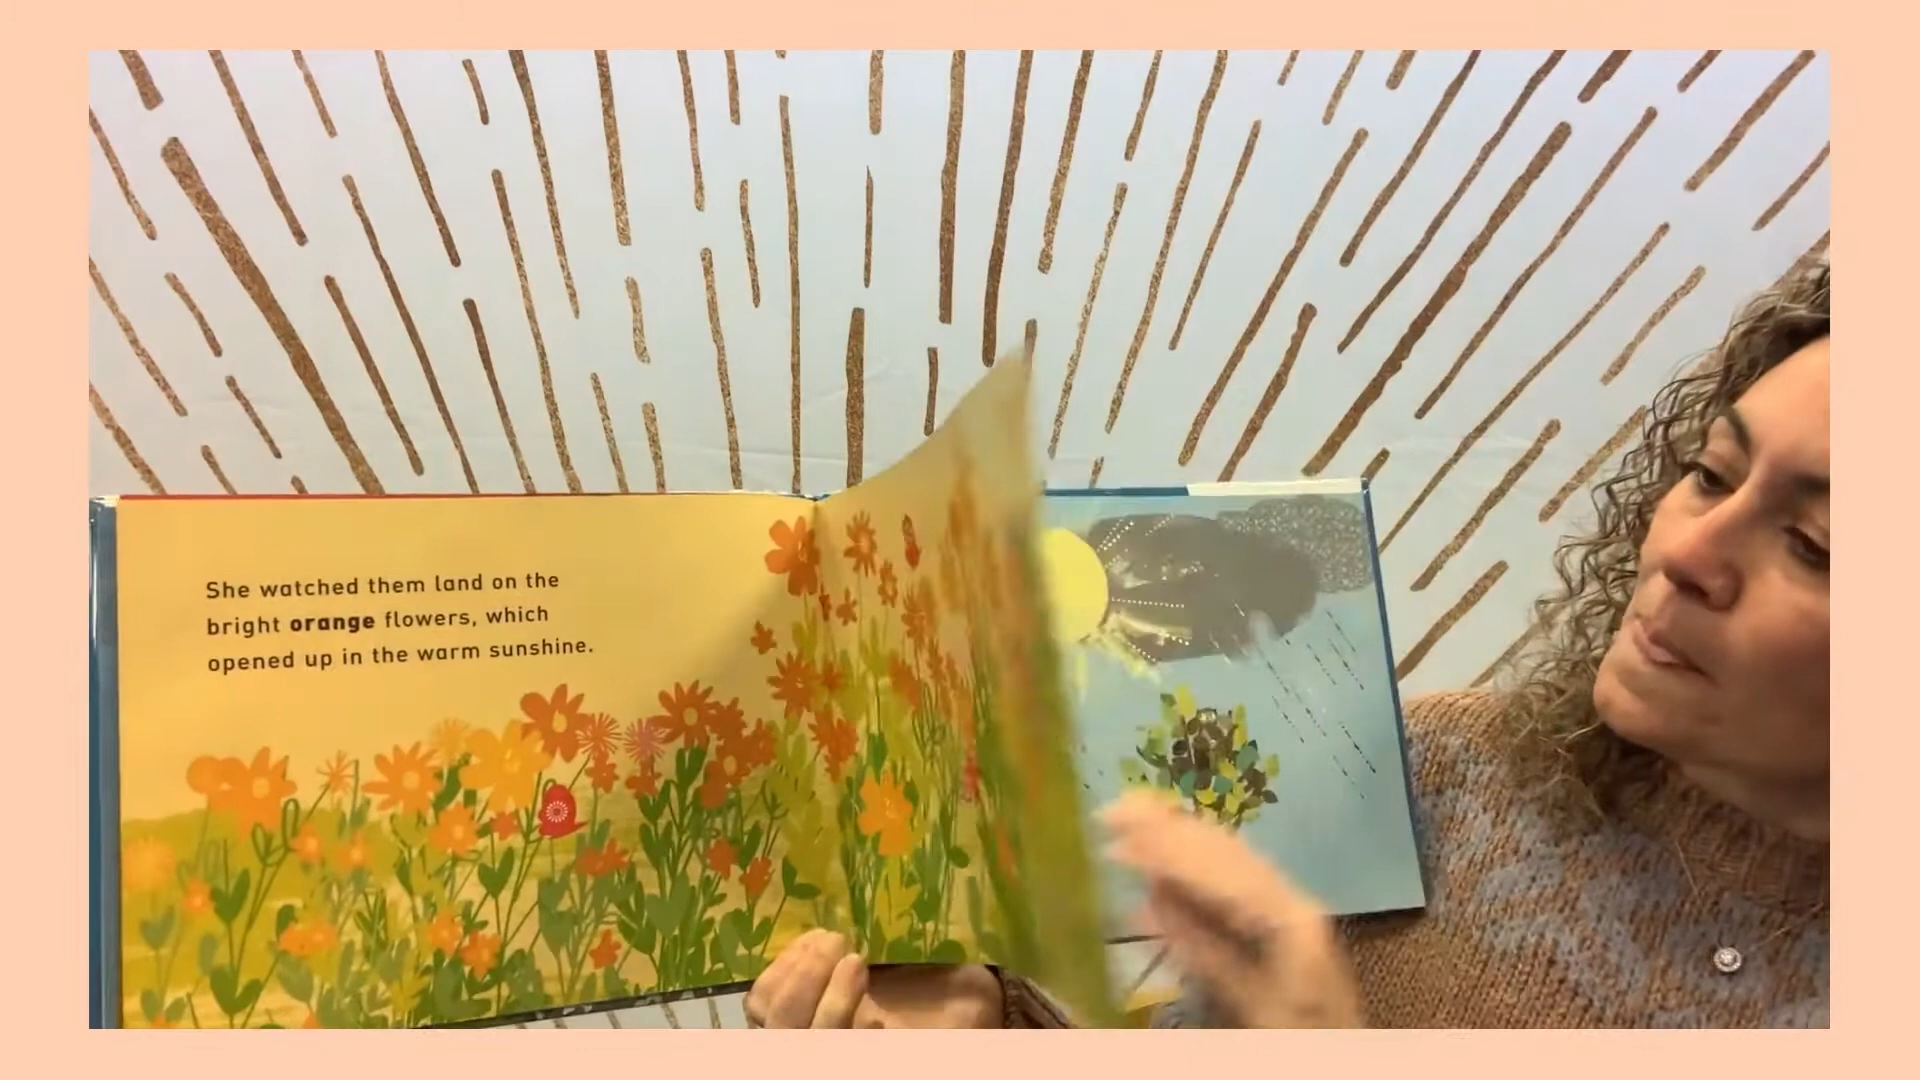 She watched them land on the
bright orange flowers, which
opened up in the warm sunshine.